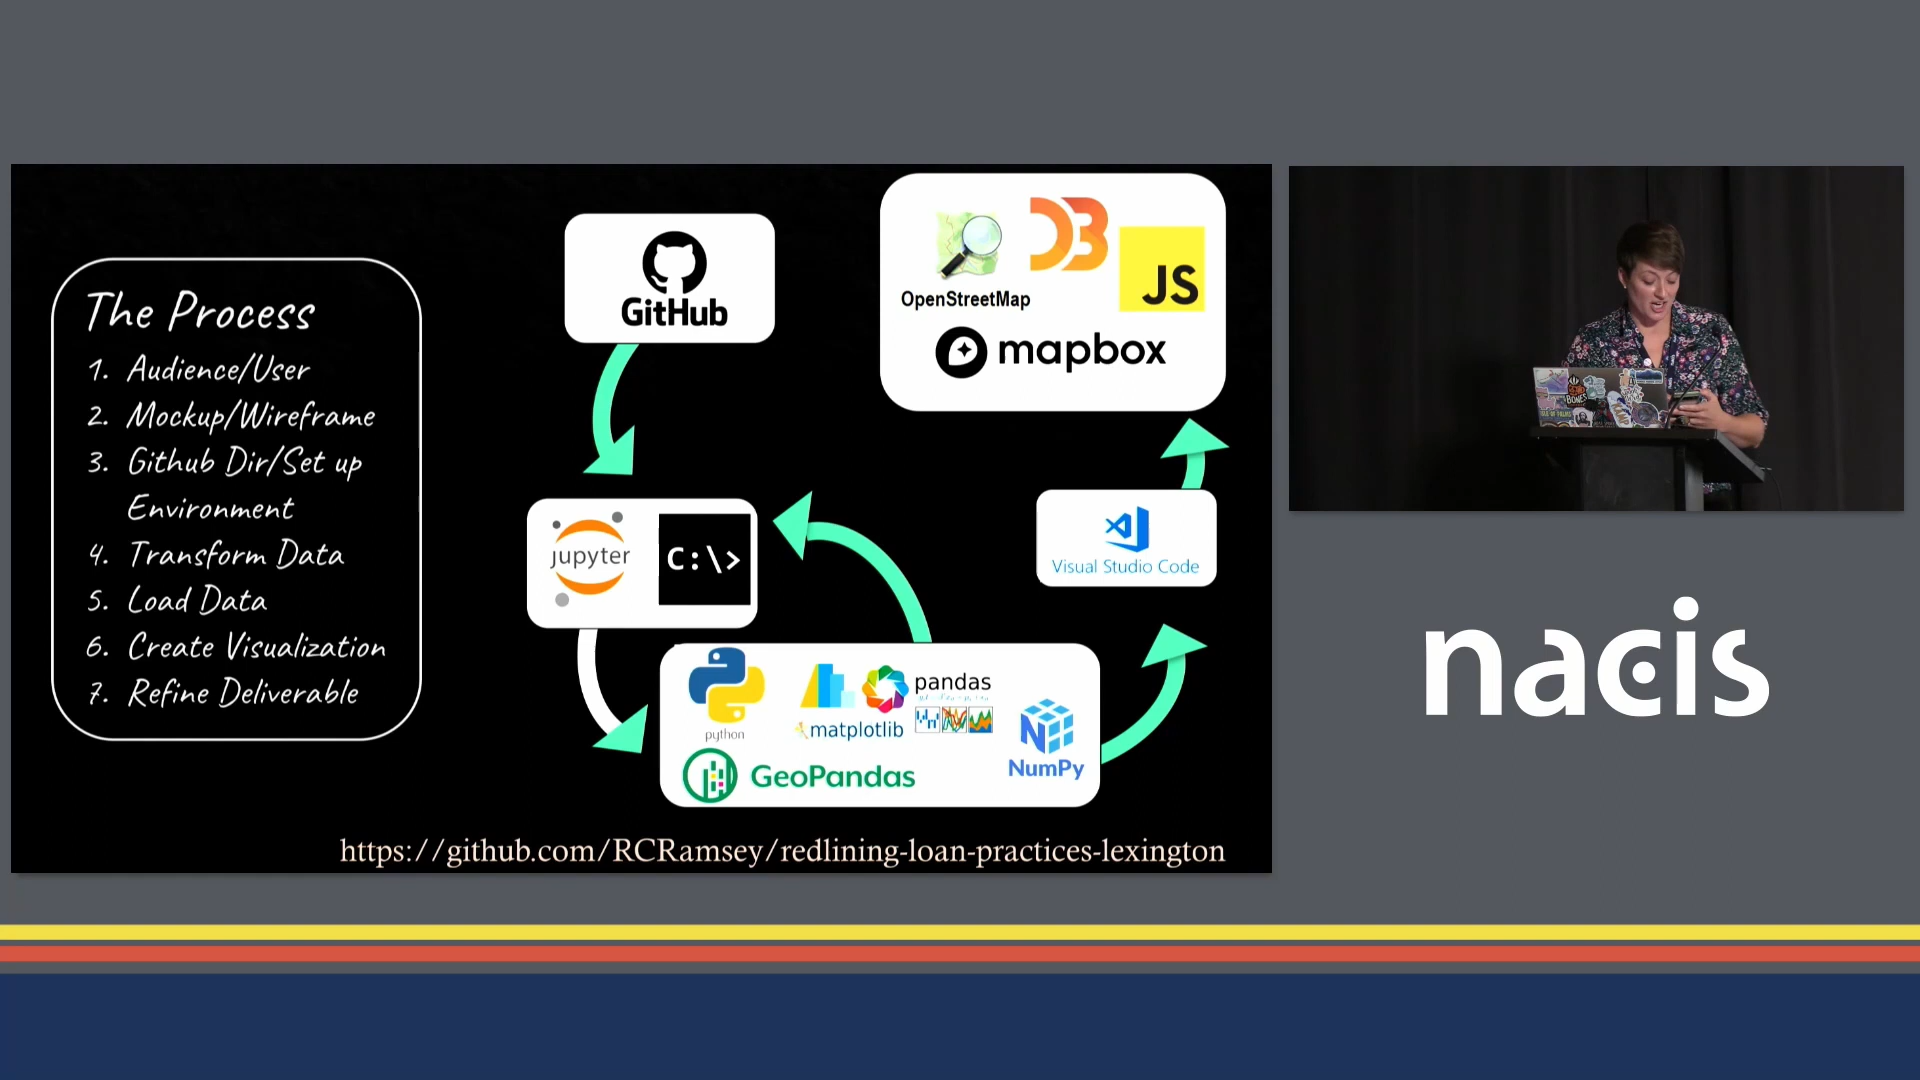 The Process
1. Audience/User
2. Mockup/Wireframe
3. Github Dir/Set up
Environment
4. Transform Data
5. Load Data
6. Create Visualization
7. Refine Deliverable
GitHub
OpenStreetMap
D3
JS
mapbox
jupyter
C:\>
Visual Studio Code
python
matplotlib
pandas
GeoPandas
NumPy
https://github.com/RCRamsey/redlining-loan-practices-lexington
BONES
nacis